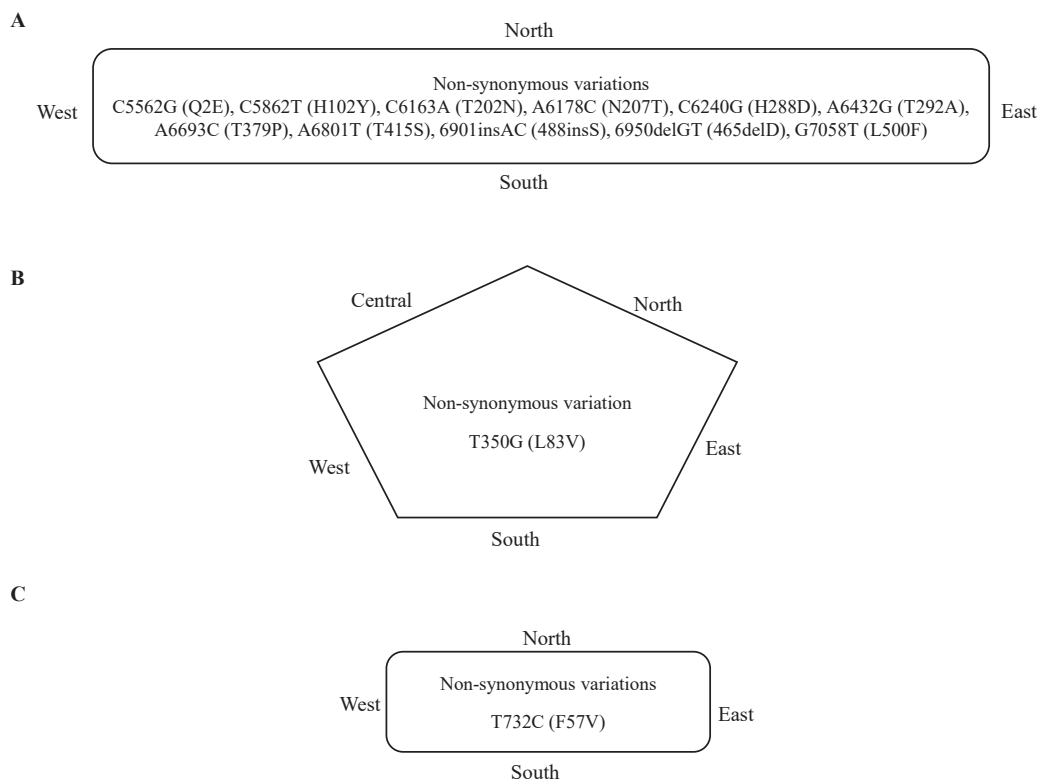 A
North
Non-synonymous variations
West
C5562G (Q2E), C5862T (H102Y), C6163A (T202N), A6178C (N207T), C6240G (H288D), A6432G (T292A),
East
A6693C (T379P), A6801T (T415S), 6901insAC (488insS), 6950delGT (465delD), G7058T (L500F)
South
B
Central
North
Non-synonymous variation
T350G (L83V)
West
East
South
C
North
Non-synonymous variations
West
T732C (F57V)
East
South